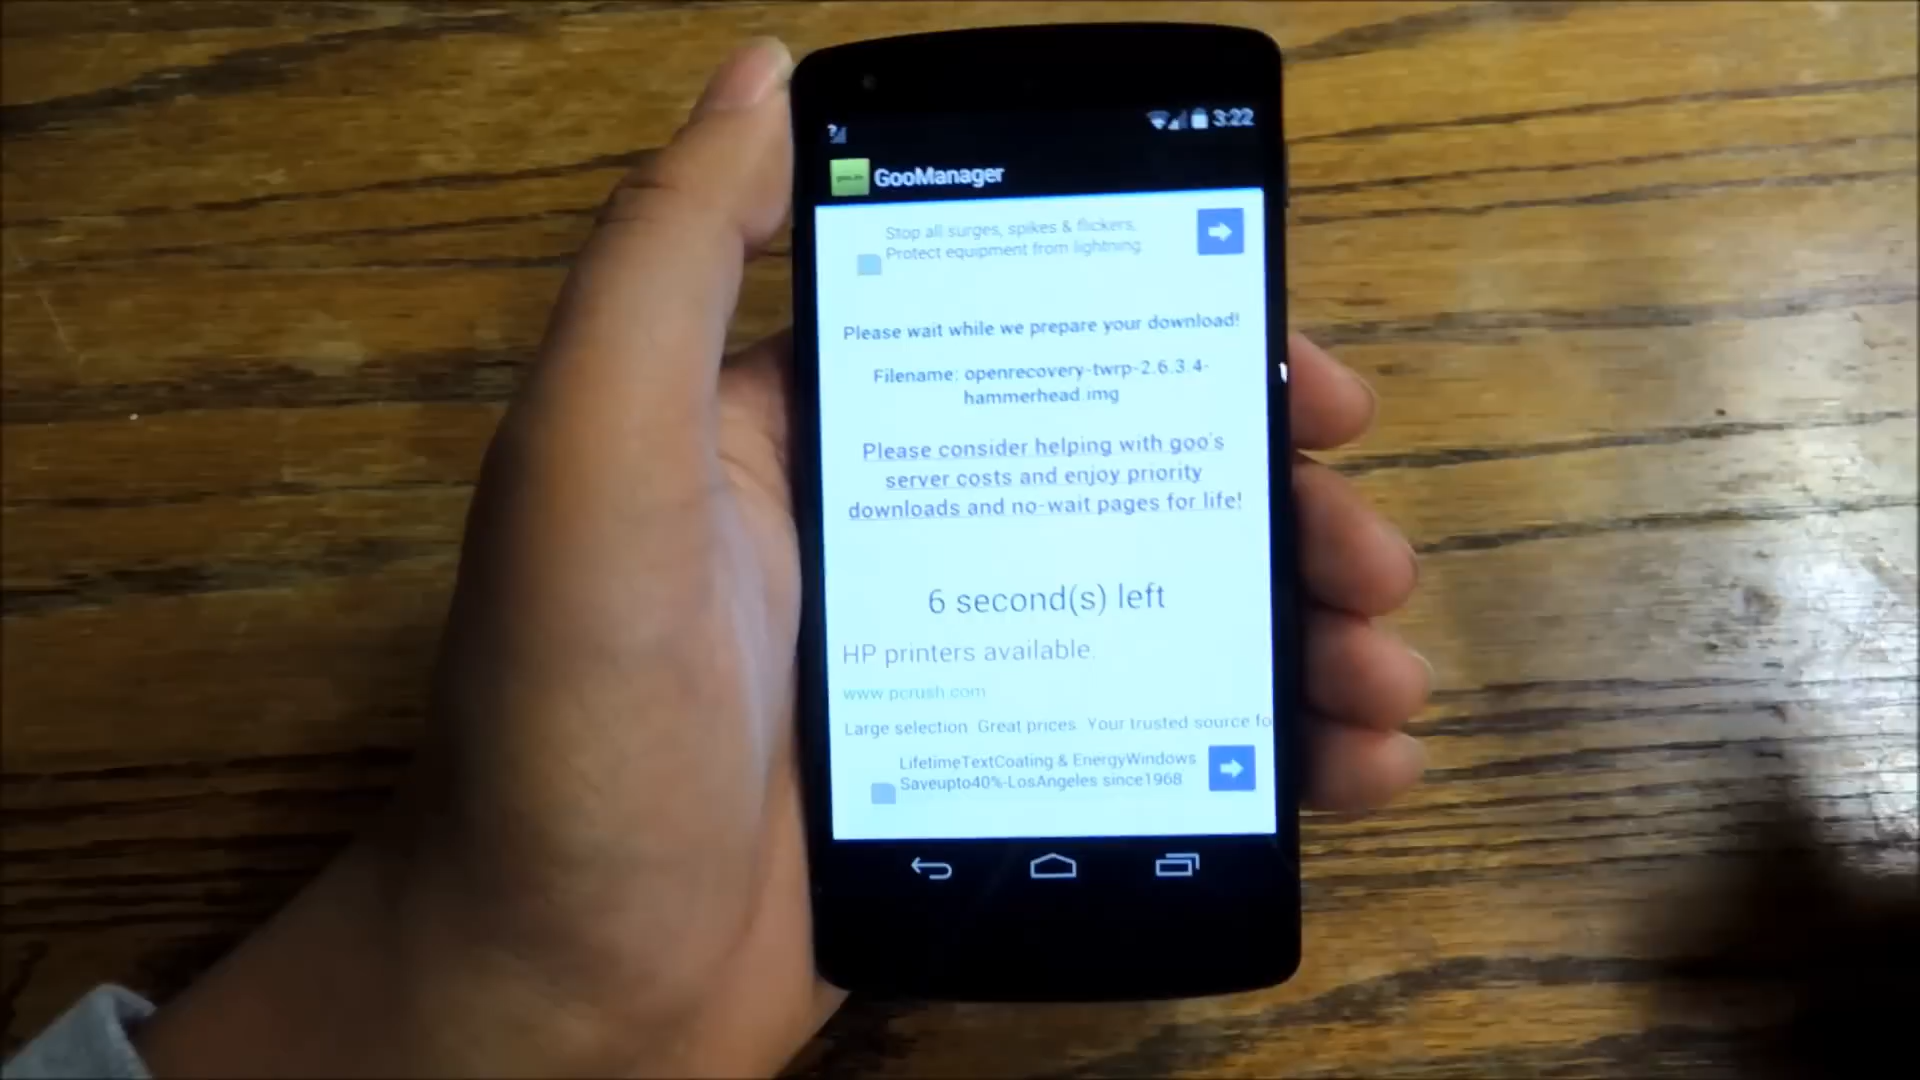 3:22
GooManager
Stop all surges, spikes & flickers.
Protect equipment from lightning.
Please wait while we prepare your download!
Filename: openrecovery-twrp-2.6.3.4-
hammerhead.img
Please consider helping with goo's
server costs and enjoy priority
downloads and no-wait pages for life!
6 second(s) left
HP printers available.
www.pcrush.com
Large selection. Great prices. Your trusted source fo
LifetimeTextCoating & EnergyWindows
Saveupto40%-LosAngeles since1968